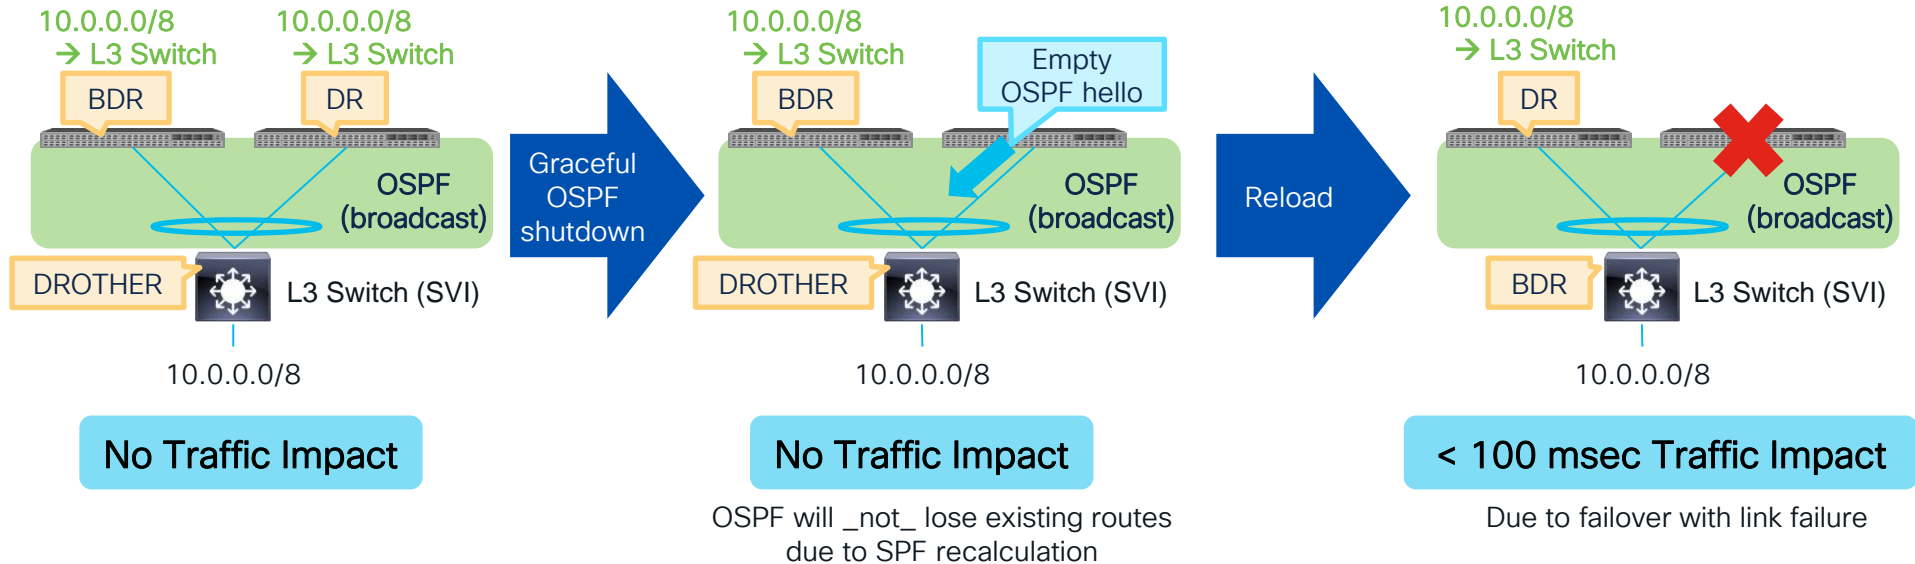 10.0.0.0/8
→ L3 Switch
10.0.0.0/8
→ L3 Switch
BDR
DR
OSPF
(broadcast)
DROTHER
L3 Switch (SVI)
10.0.0.0/8
No Traffic Impact
Graceful
OSPF
shutdown
10.0.0.0/8
→ L3 Switch
BDR
Empty
OSPF hello
OSPF
(broadcast)
DROTHER
L3 Switch (SVI)
10.0.0.0/8
No Traffic Impact
OSPF will _not_ lose existing routes
due to SPF recalculation
Reload
10.0.0.0/8
→ L3 Switch
DR
OSPF
(broadcast)
BDR
L3 Switch (SVI)
10.0.0.0/8
< 100 msec Traffic Impact
Due to failover with link failure